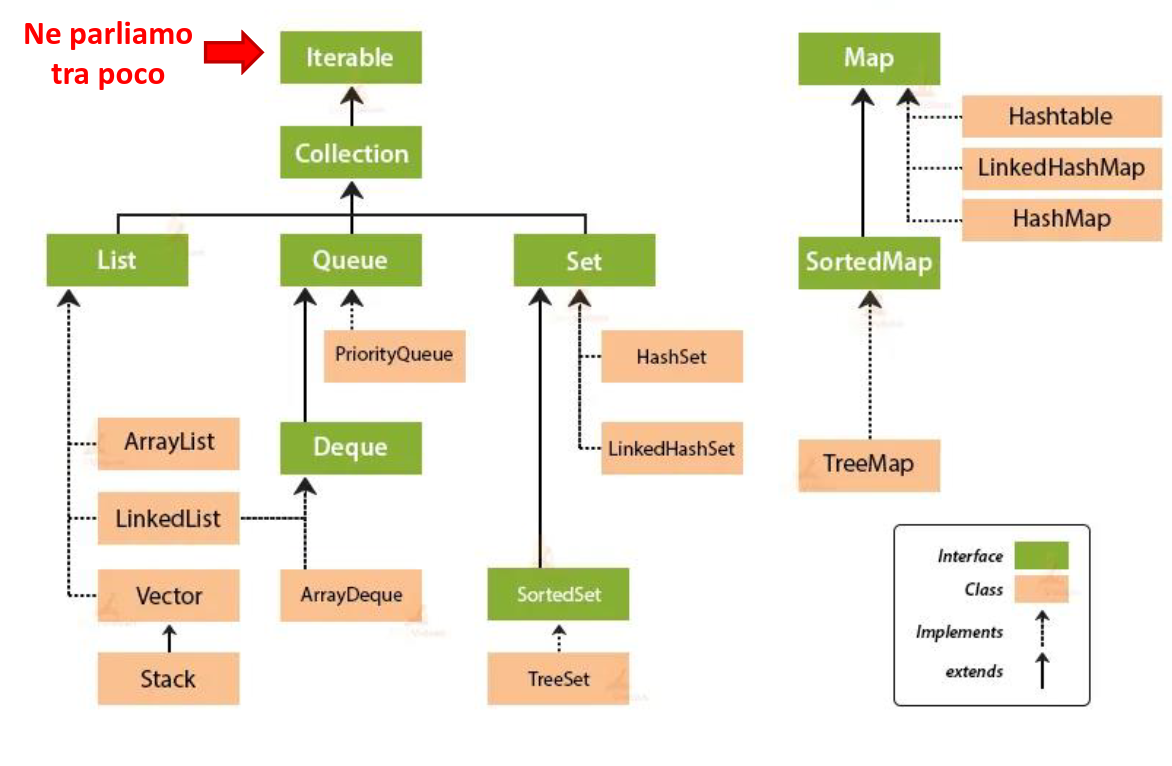 Ne parliamo
tra poco
Iterable
Map
Hashtable
Collection
LinkedHashMap
HashMap
List
Queue
Set
SortedMap
PriorityQueue
HashSet
ArrayList
Deque
LinkedHashSet
TreeMap
LinkedList
Vector
ArrayDeque
SortedSet
Stack
TreeSet
Interface
Class
Implements
extends